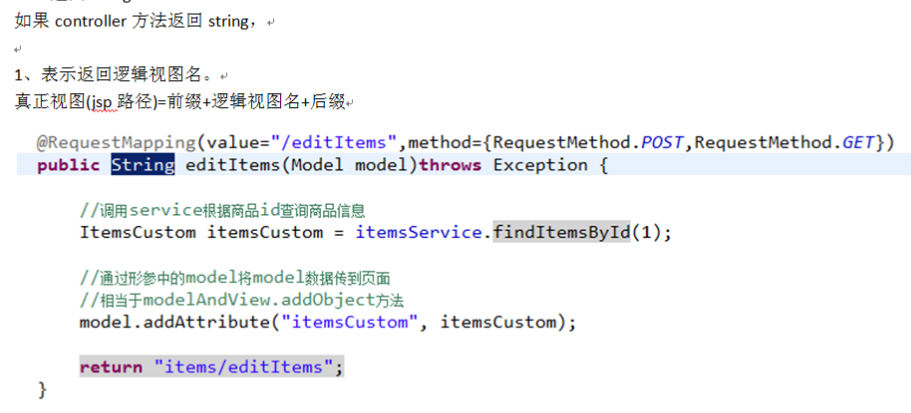 如果 controller 方法返回 string，
1、表示返回逻辑视图名。
真正视图(jsp 路径)=前缀+逻辑视图名+后缀
@RequestMapping(value="/editItems",method={RequestMethod.POST,RequestMethod.GET})
public String editItems(Model model)throws Exception {
//调用service根据商品id查询商品信息
ItemsCustom itemsCustom = itemsService.findItemsById(1);
//通过形参中的model将model数据传到页面
//相当于modelAndView.addObject方法
model.addAttribute("itemsCustom", itemsCustom);
return "items/editItems";
}